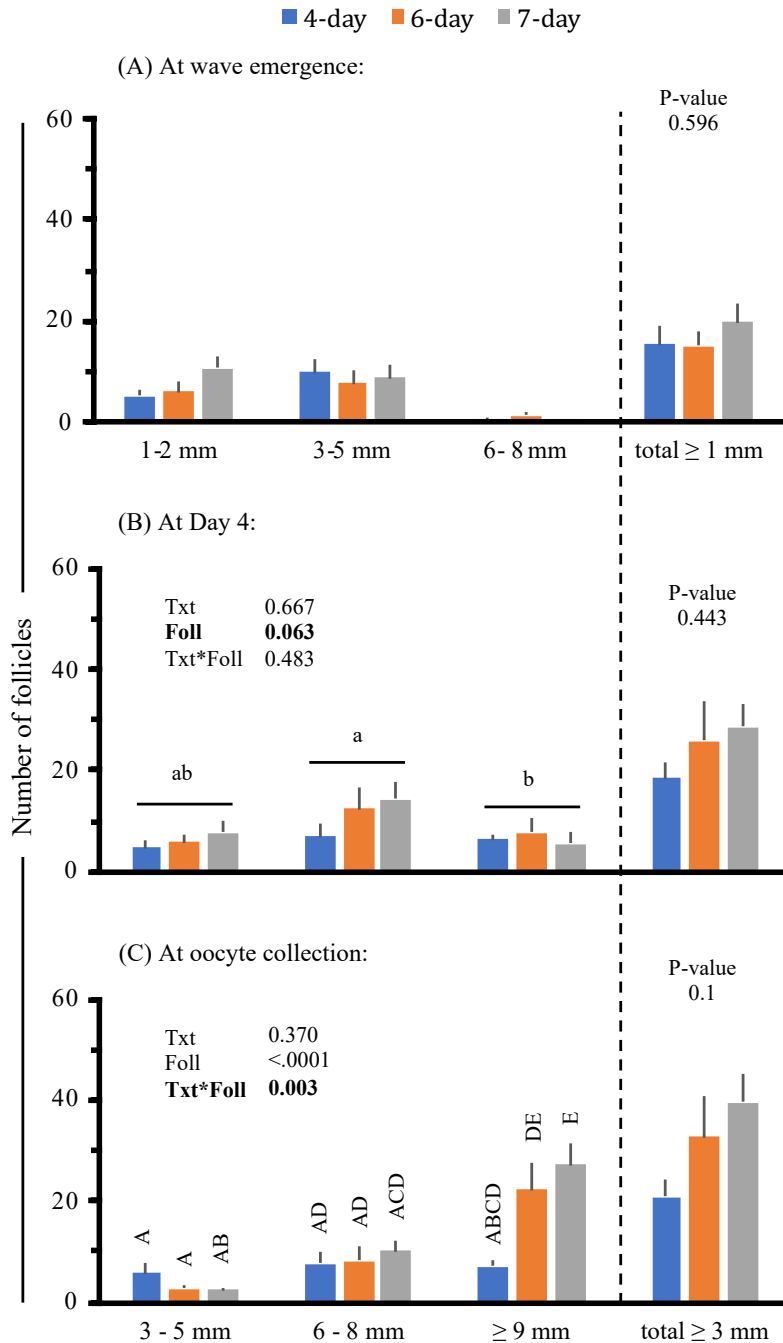 4-day 6-day 7-day
(A) At wave emergence:
P-value
0.596
60
40
20
0
1-2 mm 3-5 mm 6- 8 mm total ≥ 1 mm
(B) At Day 4:
P-value
0.443
60
Txt 0.667
Foll 0.063
Txt*Foll 0.483
40
20
0
ab a b
Number of follicles
(C) At oocyte collection:
P-value
0.1
60
Txt 0.370
Foll <.0001
Txt*Foll 0.003
40
20
0
A A AB AD AD ACD ABCD DE E
3 - 5 mm 6 - 8 mm ≥ 9 mm total ≥ 3 mm